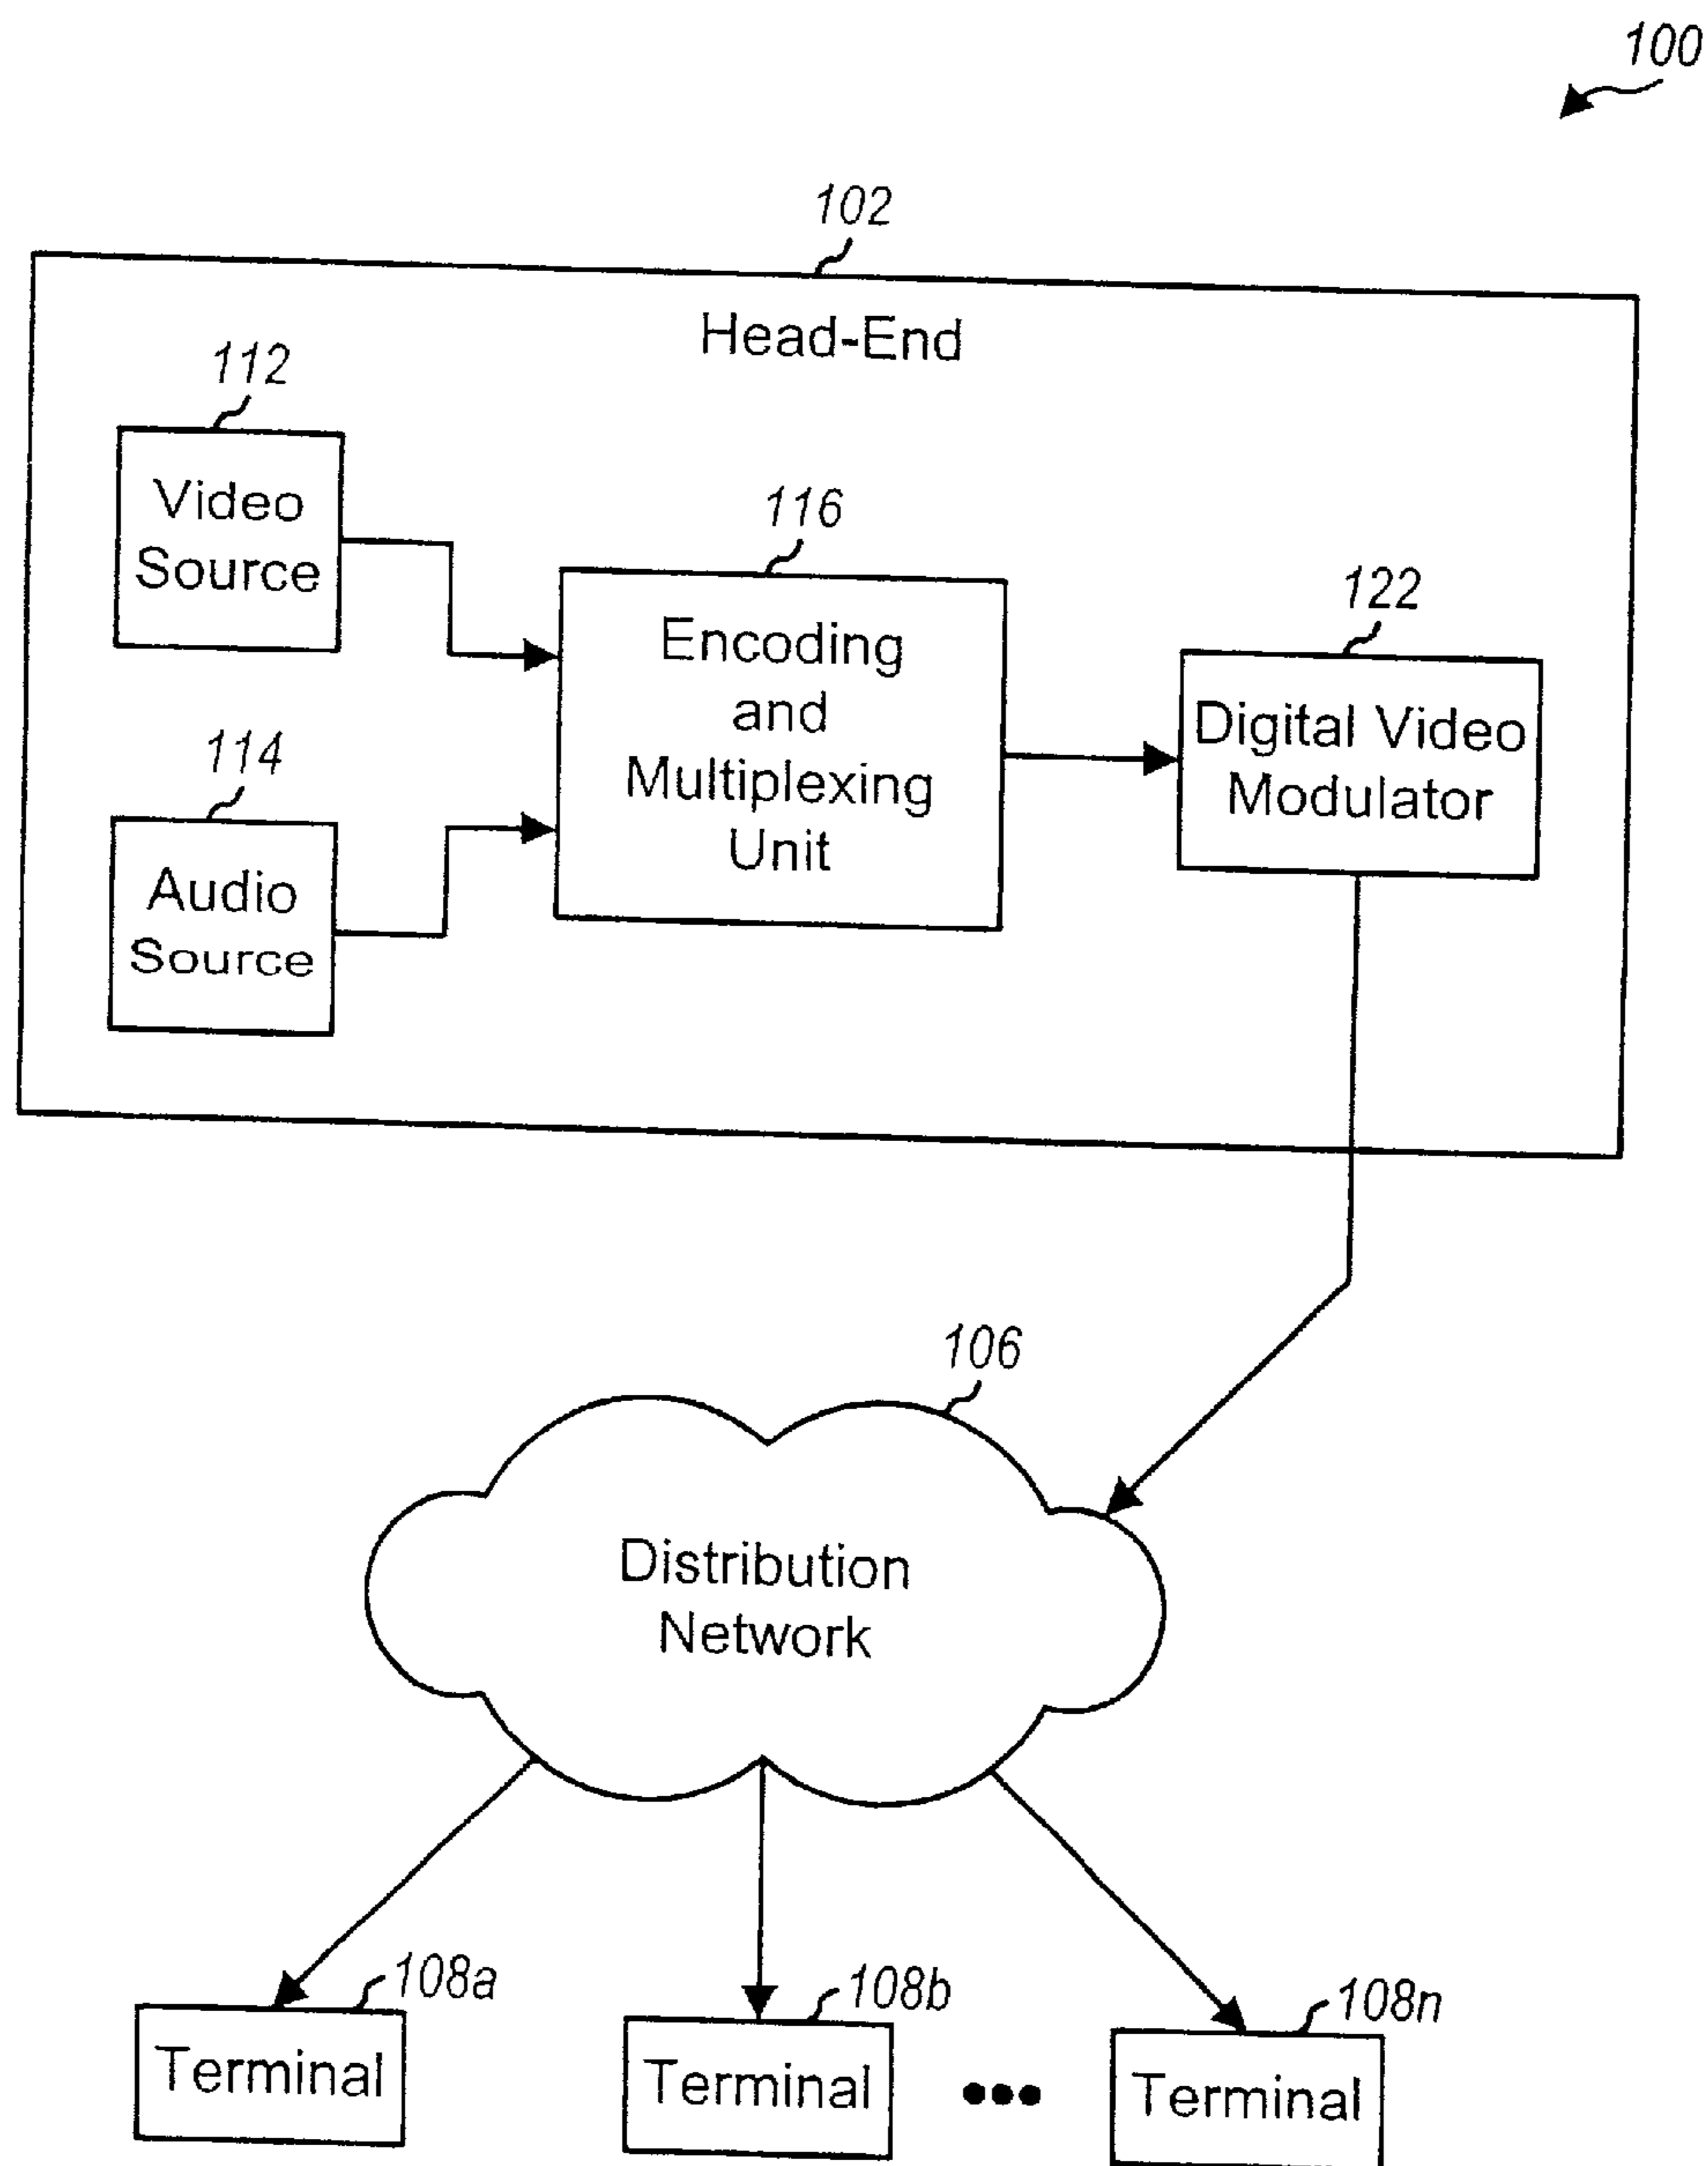 100
102
Head-End
112
Video
Source
116
Encoding
and
Multiplexing
Unit
122
Digital Video
Modulator
114
Audio
Source
106
Distribution
Network
108a
Terminal
108b
Terminal
108n
Terminal